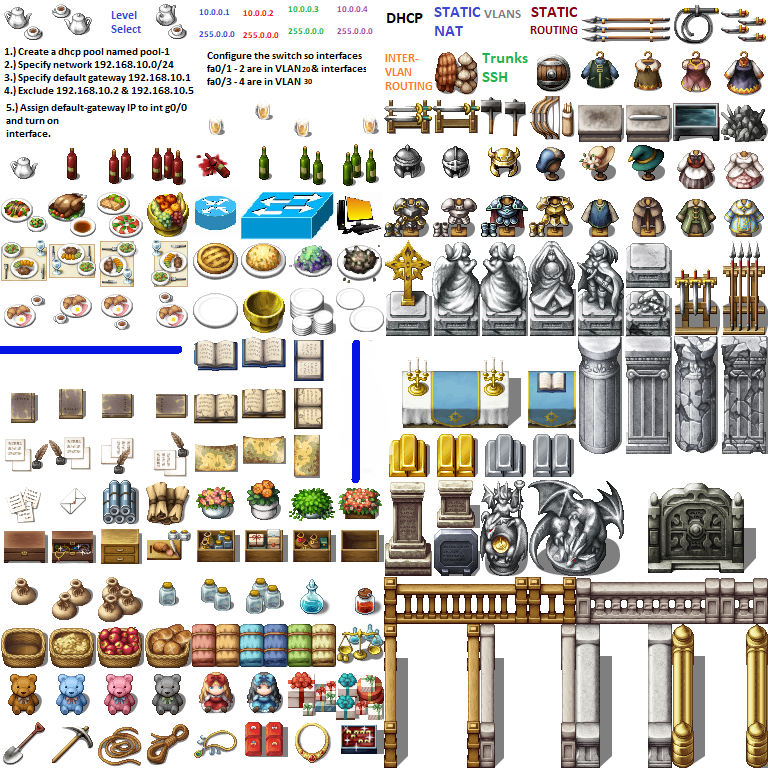 Level
Select
10.0.0.1
255.0.0.0
10.0.0.2
255.0.0.0
10.0.0.3
255.0.0.0
10.0.0.4
255.0.0.0
DHCP
STATIC
NAT
VLANS
STATIC
ROUTING
INTER-
VLAN
ROUTING
Trunks
SSH
1.) Create a dhcp pool named pool-1
2.) Specify network 192.168.10.0/24
3.) Specify default gateway 192.168.10.1
4.) Exclude 192.168.10.2 & 192.168.10.5
5.) Assign default-gateway IP to int g0/0
and turn on
interface.
Configure the switch so interfaces
fa0/1 - 2 are in VLAN 20 & interfaces
fa0/3 - 4 are in VLAN 30